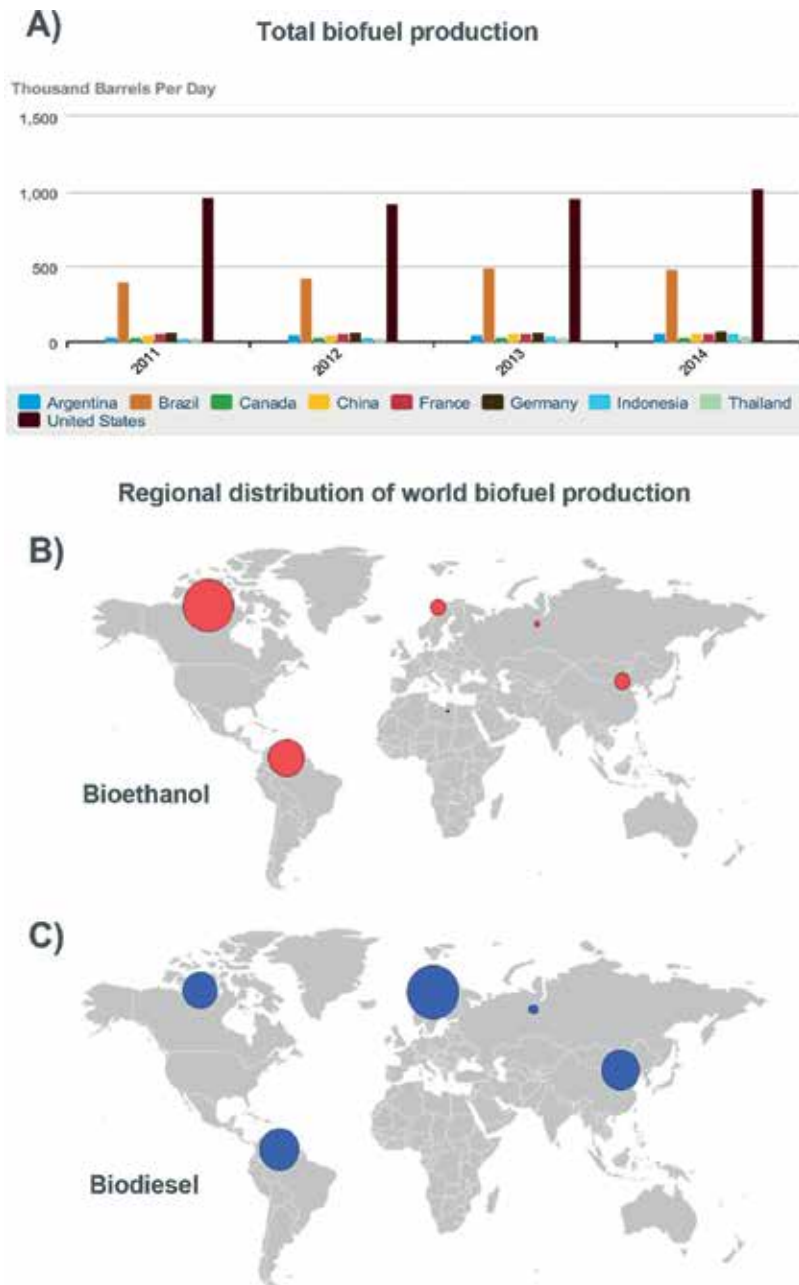 A)
Total biofuel production
Thousand Barrels Per Day
1,500
1,000
500
0
2011 2012 2013 2014
Argentina Brazil Canada China France Germany Indonesia Thailand
United States
Regional distribution of world biofuel production
B)
Bioethanol
C)
Biodiesel